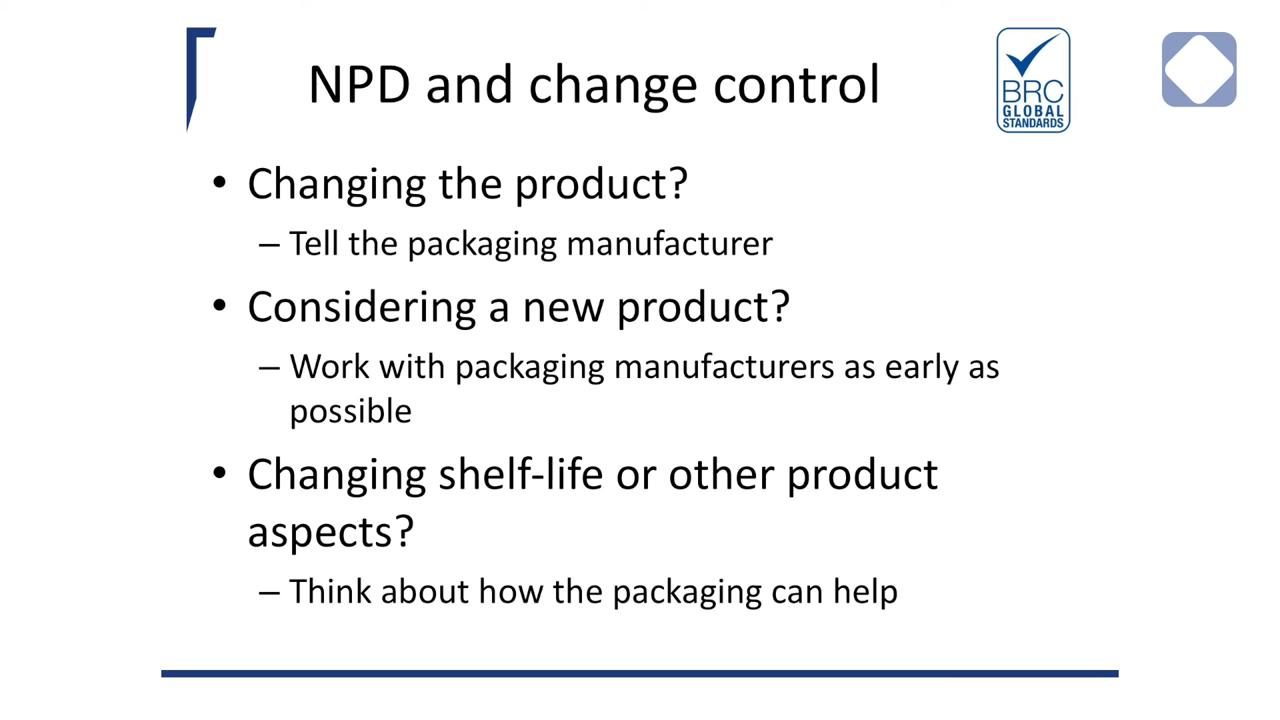 NPD and change control
BRC
GLOBAL
STANDARDS
• Changing the product?
– Tell the packaging manufacturer
• Considering a new product?
– Work with packaging manufacturers as early as
possible
• Changing shelf-life or other product
aspects?
– Think about how the packaging can help